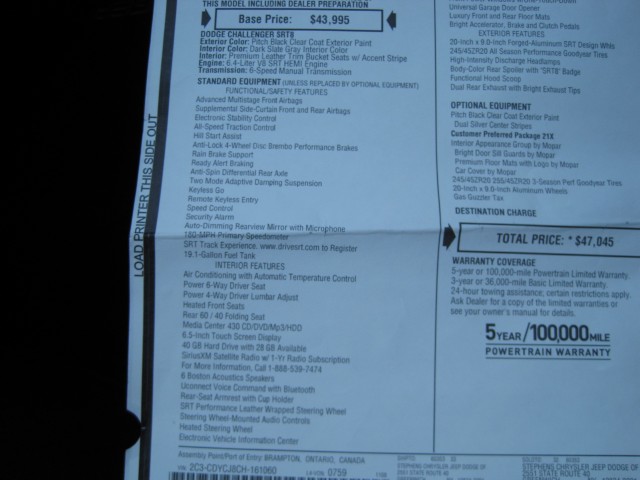 THIS MODEL INCLUDING DEALER PREPARATION
Base Price: $43,995
DODGE CHALLENGER SRT8
Exterior Color: Pitch Black Clear Coat Exterior Paint
Interior Color: Dark Slate Gray Interior Color
Interior: Premium Leather Trim Bucket Seats w/ Accent Stripe
Engine: 6.4-Liter V8 SRT HEMI Engine
Transmission: 6-Speed Manual Transmission
STANDARD EQUIPMENT (UNLESS REPLACED BY OPTIONAL EQUIPMENT)
FUNCTIONAL/SAFETY FEATURES
Advanced Multistage Front Airbags
Supplemental Side-Curtain Front and Rear Airbags
Electronic Stability Control
All-Speed Traction Control
Hill Start Assist
Anti-Lock 4-Wheel Disc Brembo Performance Brakes
Rain Brake Support
Ready Alert Braking
Anti-Spin Differential Rear Axle
Two Mode Adaptive Damping Suspension
Keyless Go
Remote Keyless Entry
Speed Control
Security Alarm
Auto-Dimming Rearview Mirror with Microphone
180-MPH Primary Speedometer
SRT Track Experience. www.drivesrt.com to Register
19.1-Gallon Fuel Tank
INTERIOR FEATURES
Air Conditioning with Automatic Temperature Control
Power 6-Way Driver Seat
Power 4-Way Driver Lumbar Adjust
Heated Front Seats
Rear 60 / 40 Folding Seat
Media Center 430 CD/DVD/Mp3/HDD
6.5-Inch Touch Screen Display
40 GB Hard Drive with 28 GB Available
SiriusXM Satellite Radio w/ 1-Yr Radio Subscription
For More Information, Call 1-888-539-7474
6 Boston Acoustics Speakers
Uconnect Voice Command with Bluetooth
Rear-Seat Armrest with Cup Holder
SRT Performance Leather Wrapped Steering Wheel
Steering Wheel-Mounted Audio Controls
Heated Steering Wheel
Electronic Vehicle Information Center
Universal Garage Door Opener
Luxury Front and Rear Floor Mats
Bright Accelerator, Brake and Clutch Pedals
EXTERIOR FEATURES
20-Inch x 9.0-Inch Forged-Aluminum SRT Design Whls
245/45ZR20 All Season Performance Goodyear Tires
High-Intensity Discharge Headlamps
Body-Color Rear Spoiler with "SRT8" Badge
Functional Hood Scoop
Dual Rear Exhaust with Bright Exhaust Tips
OPTIONAL EQUIPMENT
Pitch Black Clear Coat Exterior Paint
Dual Silver Center Stripes
Customer Preferred Package 21X
Interior Appearance Group by Mopar
Bright Door Sill Guards by Mopar
Premium Floor Mats with Logo by Mopar
Car Cover by Mopar
245/45ZR20 255/45ZR20 3-Season Perf Goodyear Tires
20-Inch x 9.0-Inch Aluminum Wheels
Gas Guzzler Tax
DESTINATION CHARGE
TOTAL PRICE: * $47,045
WARRANTY COVERAGE
5-year or 100,000-mile Powertrain Limited Warranty.
3-year or 36,000-mile Basic Limited Warranty.
24-hour towing assistance, certain restrictions apply.
Ask Dealer for a copy of the limited warranties or
see your owner's manual for details.
5 YEAR/100,000 MILE
POWERTRAIN WARRANTY
LOAD PRINTER THIS SIDE OUT
Assembly Point/Port of Entry BRAMPTON, ONTARIO, CANADA
VIN: 2C3-CDYCJ8CH-161060
0759
STEPHENS CHRYSLER JEEP DODGE OF
2551 STATE ROUTE 40
STEPHENS CHRYSLER JEEP DODGE OF
2551 STATE ROUTE 40